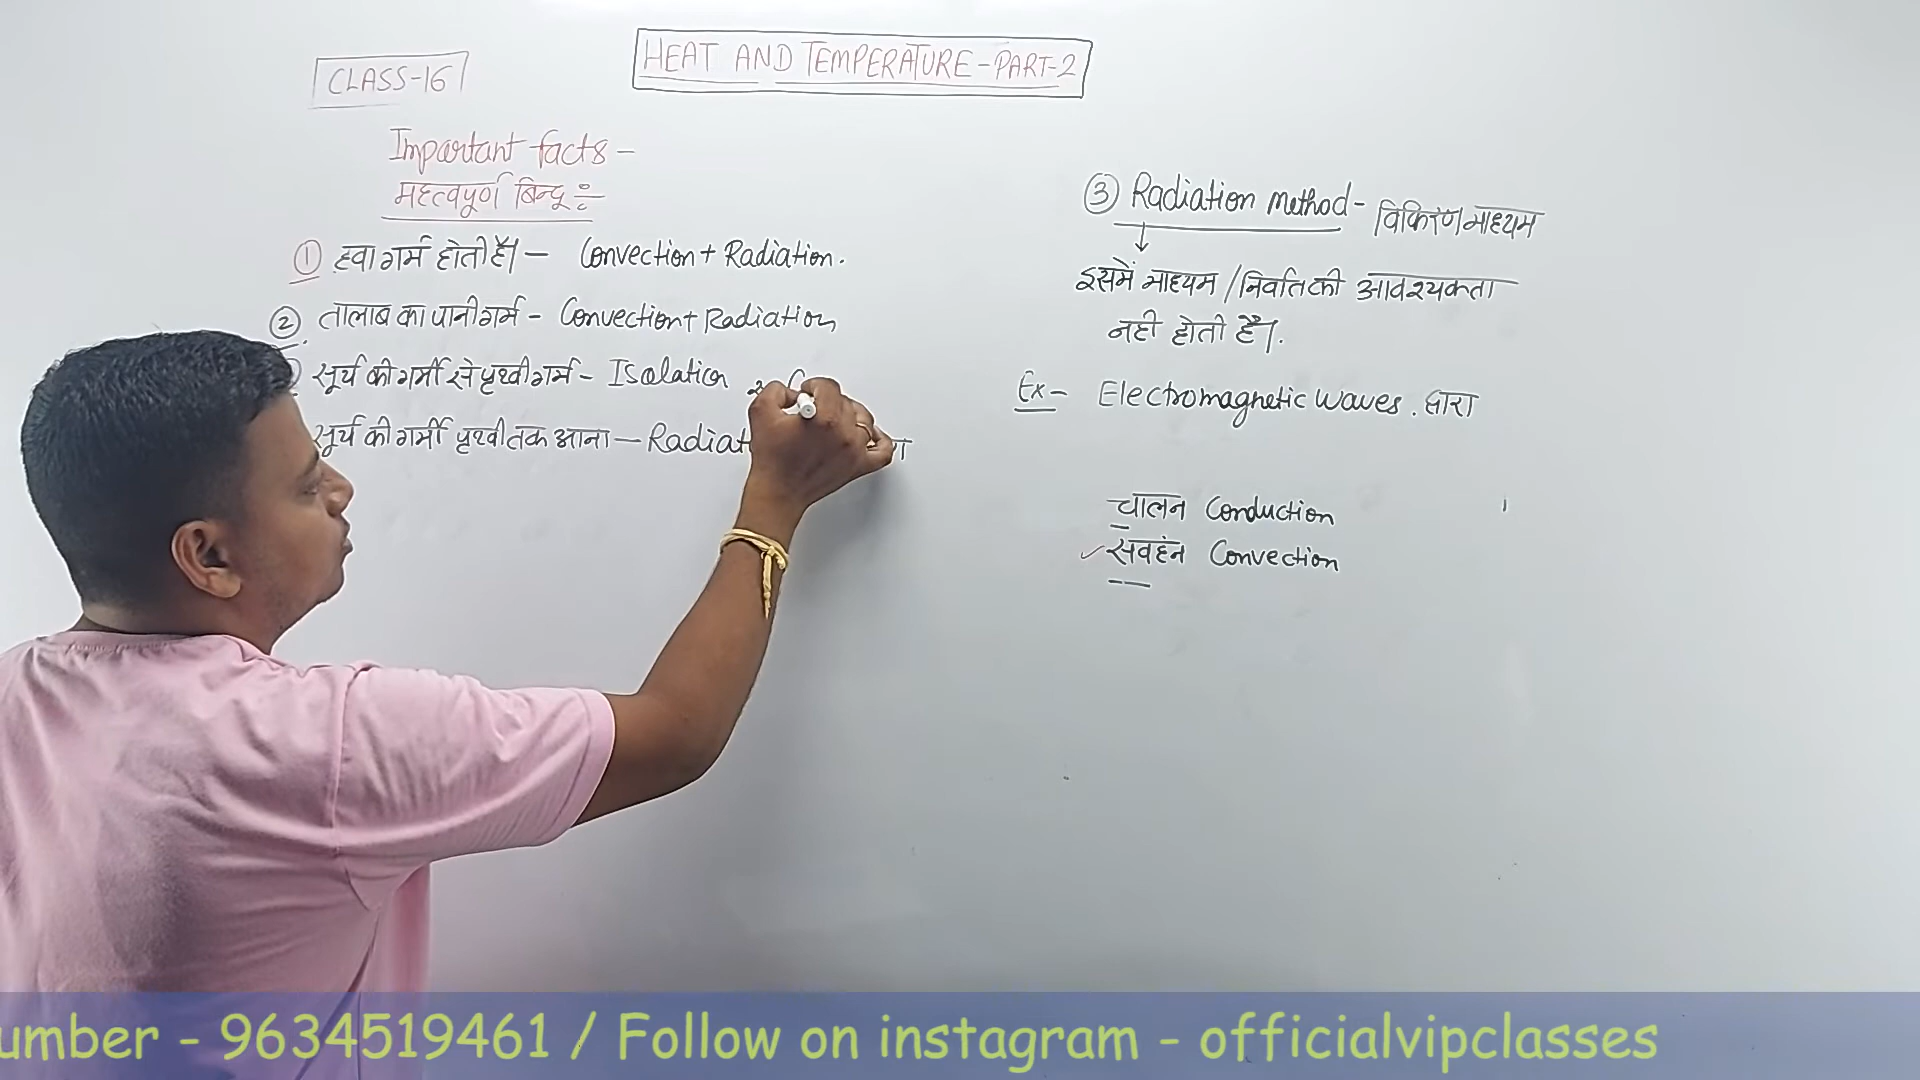 CLASS-16
HEAT AND TEMPERATURE - PART-2
Important facts -
महत्वपूर्ण बिन्दू :-
① हवा गर्म होती है। - Convection + Radiation.
② तालाब का पानी गर्म - Convection + Radiation
सूर्य की गर्मी से पृथ्वी गर्म - Isolation
सूर्य की गर्मी पृथ्वी तक आना - Radiat
③ Radiation method - विकिरण माध्यम
इसमें माध्यम / निर्वात की आवश्यकता
नही होती है।.
Ex - Electromagnetic waves. द्वारा
चालन Conduction
सवहंन Convection
umber - 9634519461 / Follow on instagram - officialvipclasses